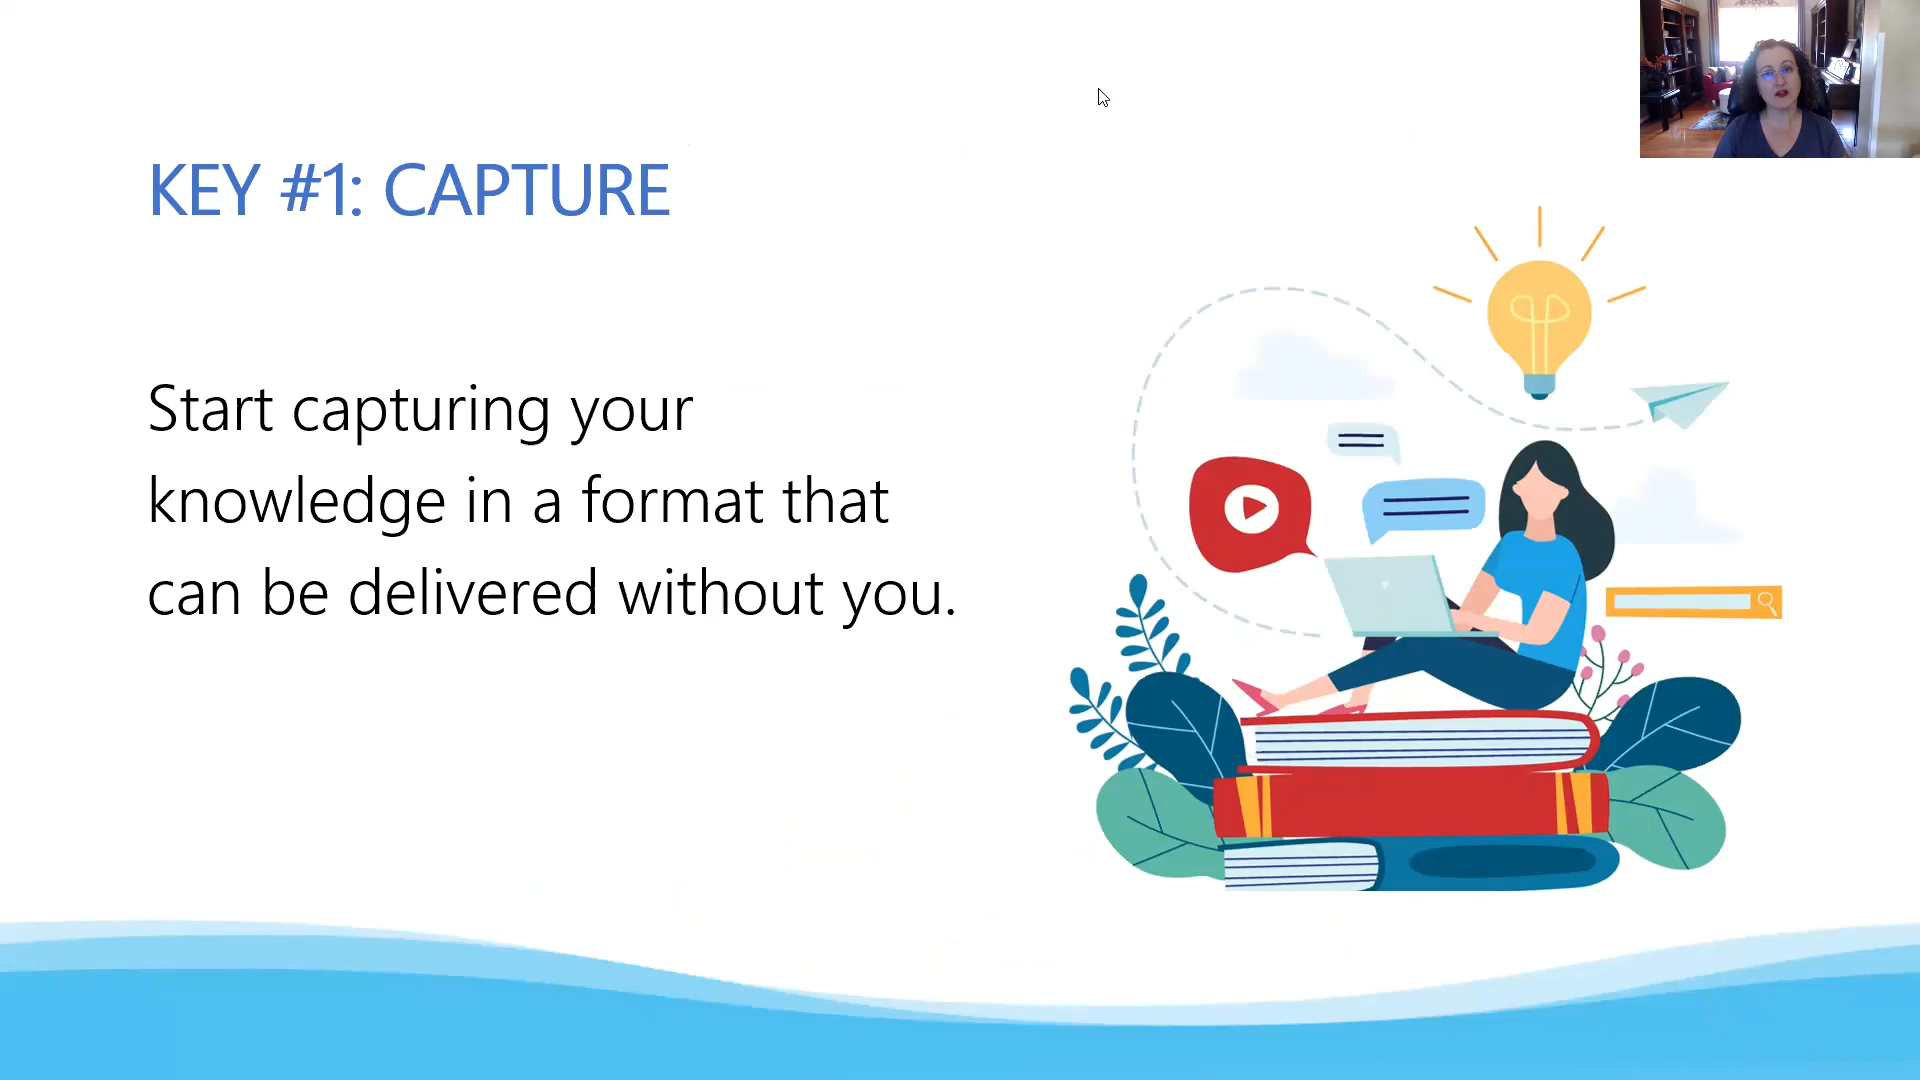 KEY #1: CAPTURE
Start capturing your
knowledge in a format that
can be delivered without you.